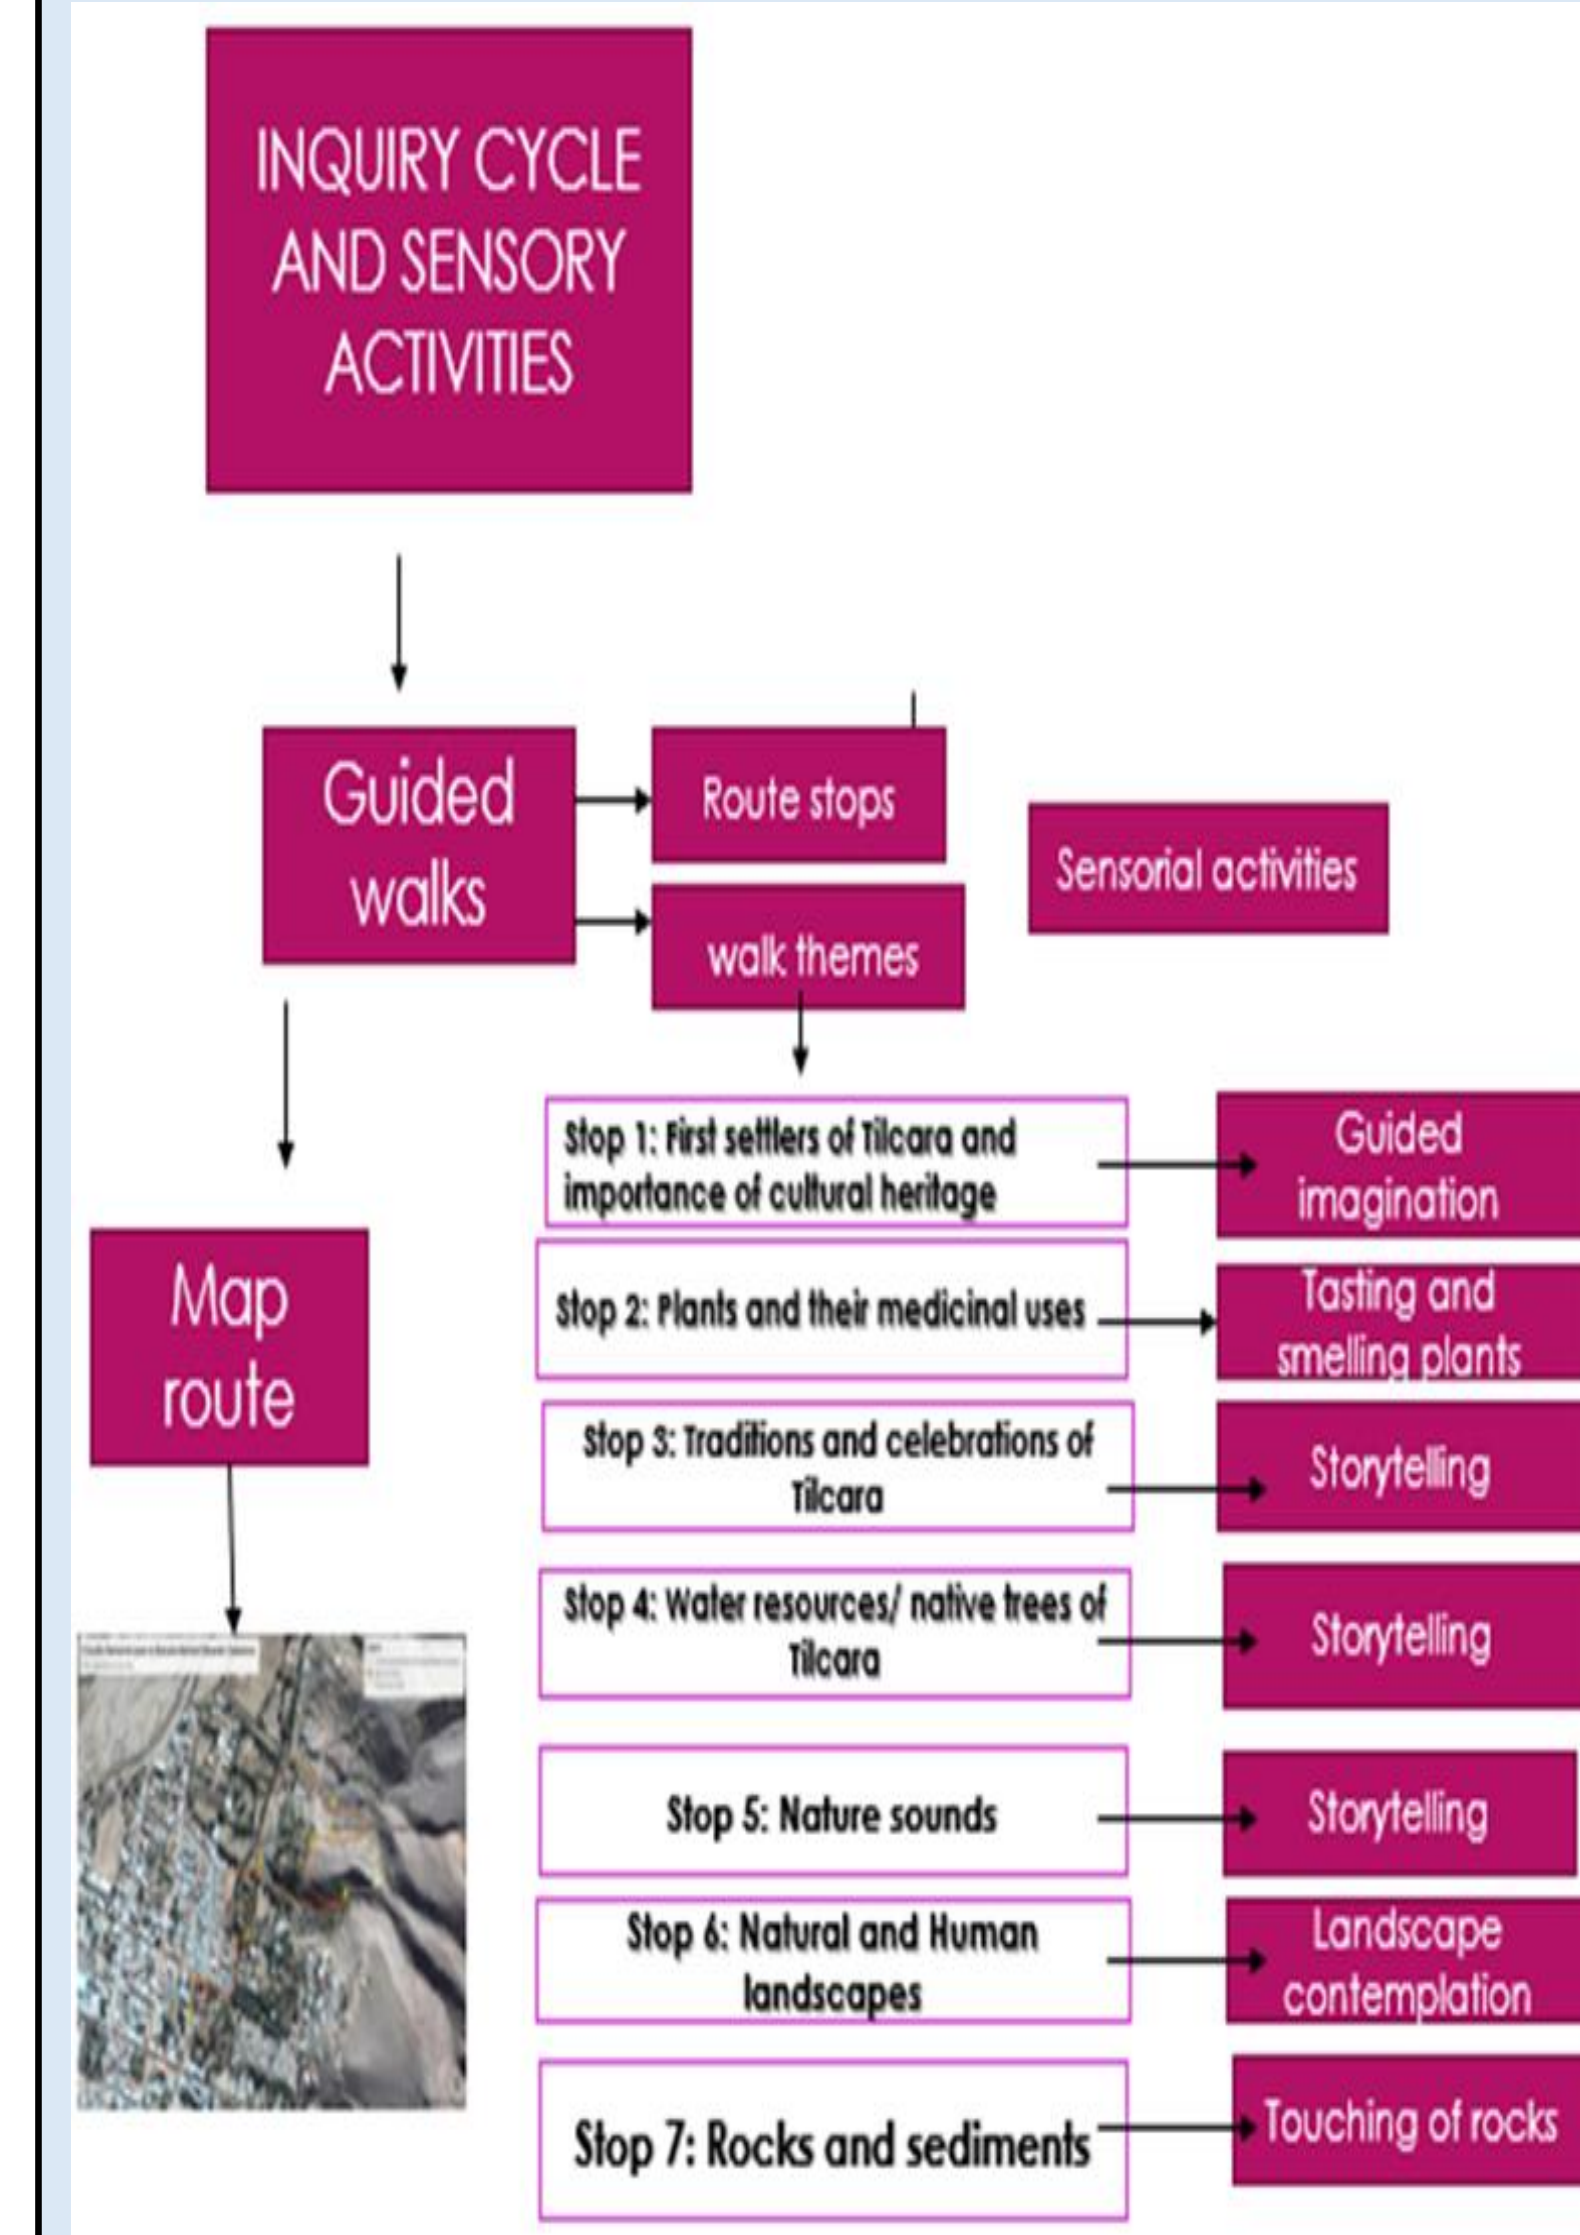 INQUIRY CYCLE
AND SENSORY
ACTIVITIES
Guided
walks
Route stops
walk themes
Sensorial activities
Map
route
Stop 1: First settlers of Tilcara and
importance of cultural heritage
Guided
imagination
Stop 2: Plants and their medicinal uses
Tasting and
smelling plants
Stop 3: Traditions and celebrations of
Tilcara
Storytelling
Stop 4: Water resources/ native trees of
Tilcara
Storytelling
Stop 5: Nature sounds
Storytelling
Stop 6: Natural and Human
landscapes
Landscape
contemplation
Stop 7: Rocks and sediments
Touching of rocks